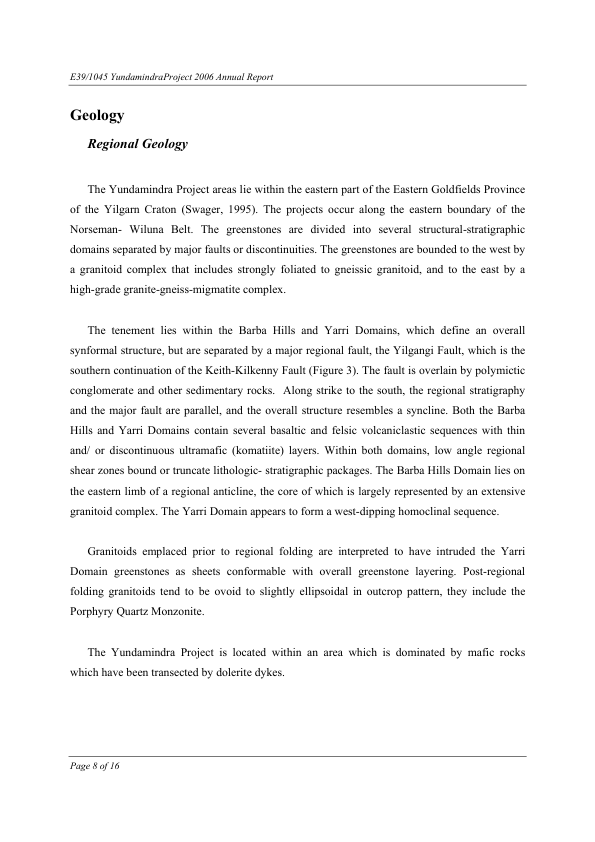 E39/1045 YundamindraProject 2006 Annual Report
Geology
Regional Geology
The Yundamindra Project areas lie within the eastern part of the Eastern Goldfields Province
of the Yilgarn Craton (Swager, 1995). The projects occur along the eastern boundary of the
Norseman- Wiluna Belt. The greenstones are divided into several structural-stratigraphic
domains separated by major faults or discontinuities. The greenstones are bounded to the west by
a granitoid complex that includes strongly foliated to gneissic granitoid, and to the east by a
high-grade granite-gneiss-migmatite complex.
The tenement lies within the Barba Hills and Yarri Domains, which define an overall
synformal structure, but are separated by a major regional fault, the Yilgangi Fault, which is the
southern continuation of the Keith-Kilkenny Fault (Figure 3). The fault is overlain by polymictic
conglomerate and other sedimentary rocks.  Along strike to the south, the regional stratigraphy
and the major fault are parallel, and the overall structure resembles a syncline. Both the Barba
Hills and Yarri Domains contain several basaltic and felsic volcaniclastic sequences with thin
and/ or discontinuous ultramafic (komatiite) layers. Within both domains, low angle regional
shear zones bound or truncate lithologic- stratigraphic packages. The Barba Hills Domain lies on
the eastern limb of a regional anticline, the core of which is largely represented by an extensive
granitoid complex. The Yarri Domain appears to form a west-dipping homoclinal sequence.
Granitoids emplaced prior to regional folding are interpreted to have intruded the Yarri
Domain greenstones as sheets conformable with overall greenstone layering. Post-regional
folding granitoids tend to be ovoid to slightly ellipsoidal in outcrop pattern, they include the
Porphyry Quartz Monzonite.
The Yundamindra Project is located within an area which is dominated by mafic rocks
which have been transected by dolerite dykes.
Page 8 of 16